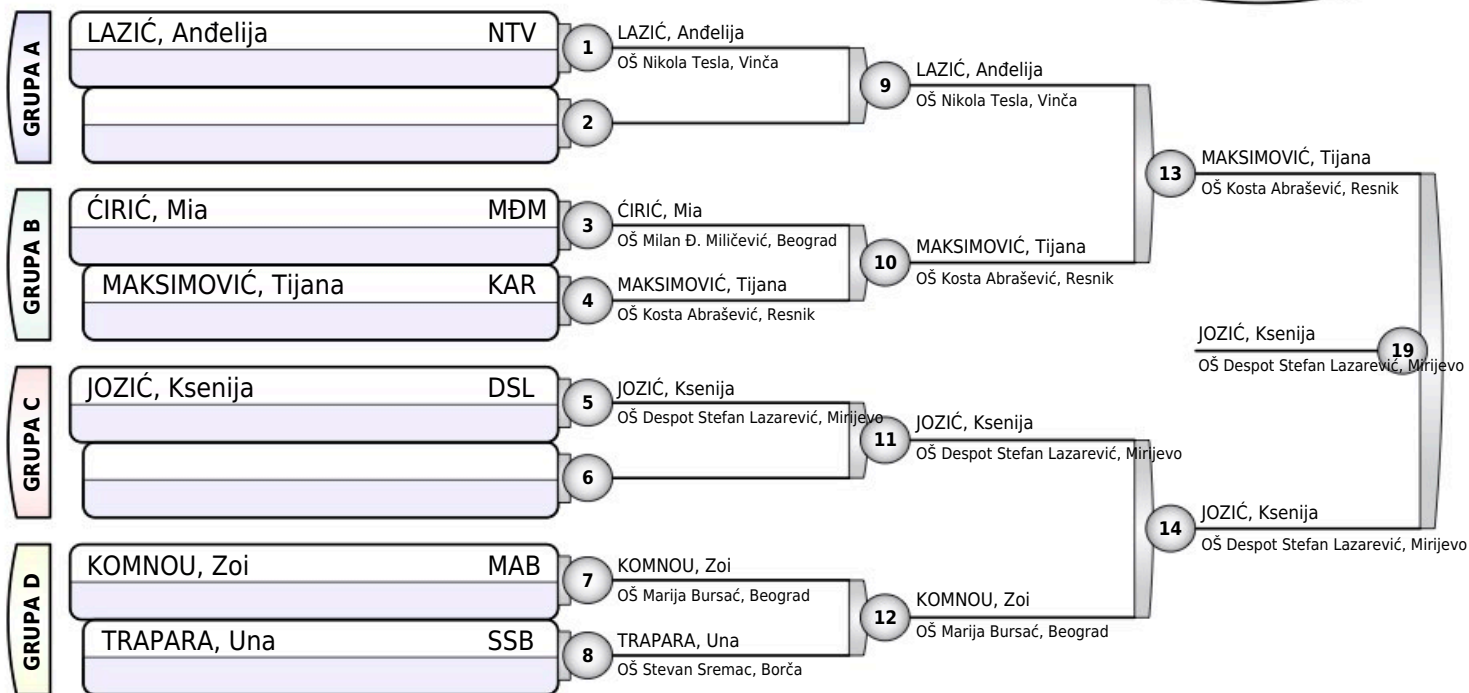 GRUPA A
LAZIĆ, Anđelija NTV
1
LAZIĆ, Anđelija
OŠ Nikola Tesla, Vinča
2
9
LAZIĆ, Anđelija
OŠ Nikola Tesla, Vinča
GRUPA B
ĆIRIĆ, Mia MĐM
3
ĆIRIĆ, Mia
OŠ Milan Đ. Miličević, Beograd
MAKSIMOVIĆ, Tijana KAR
4
MAKSIMOVIĆ, Tijana
OŠ Kosta Abrašević, Resnik
10
MAKSIMOVIĆ, Tijana
OŠ Kosta Abrašević, Resnik
13
MAKSIMOVIĆ, Tijana
OŠ Kosta Abrašević, Resnik
GRUPA C
JOZIĆ, Ksenija DSL
5
JOZIĆ, Ksenija
OŠ Despot Stefan Lazarević, Mirijevo
6
11
JOZIĆ, Ksenija
OŠ Despot Stefan Lazarević, Mirijevo
GRUPA D
KOMNOU, Zoi MAB
7
KOMNOU, Zoi
OŠ Marija Bursać, Beograd
TRAPARA, Una SSB
8
TRAPARA, Una
OŠ Stevan Sremac, Borča
12
KOMNOU, Zoi
OŠ Marija Bursać, Beograd
14
JOZIĆ, Ksenija
OŠ Despot Stefan Lazarević, Mirijevo
JOZIĆ, Ksenija
OŠ Despot Stefan Lazarević, Mirijevo
19